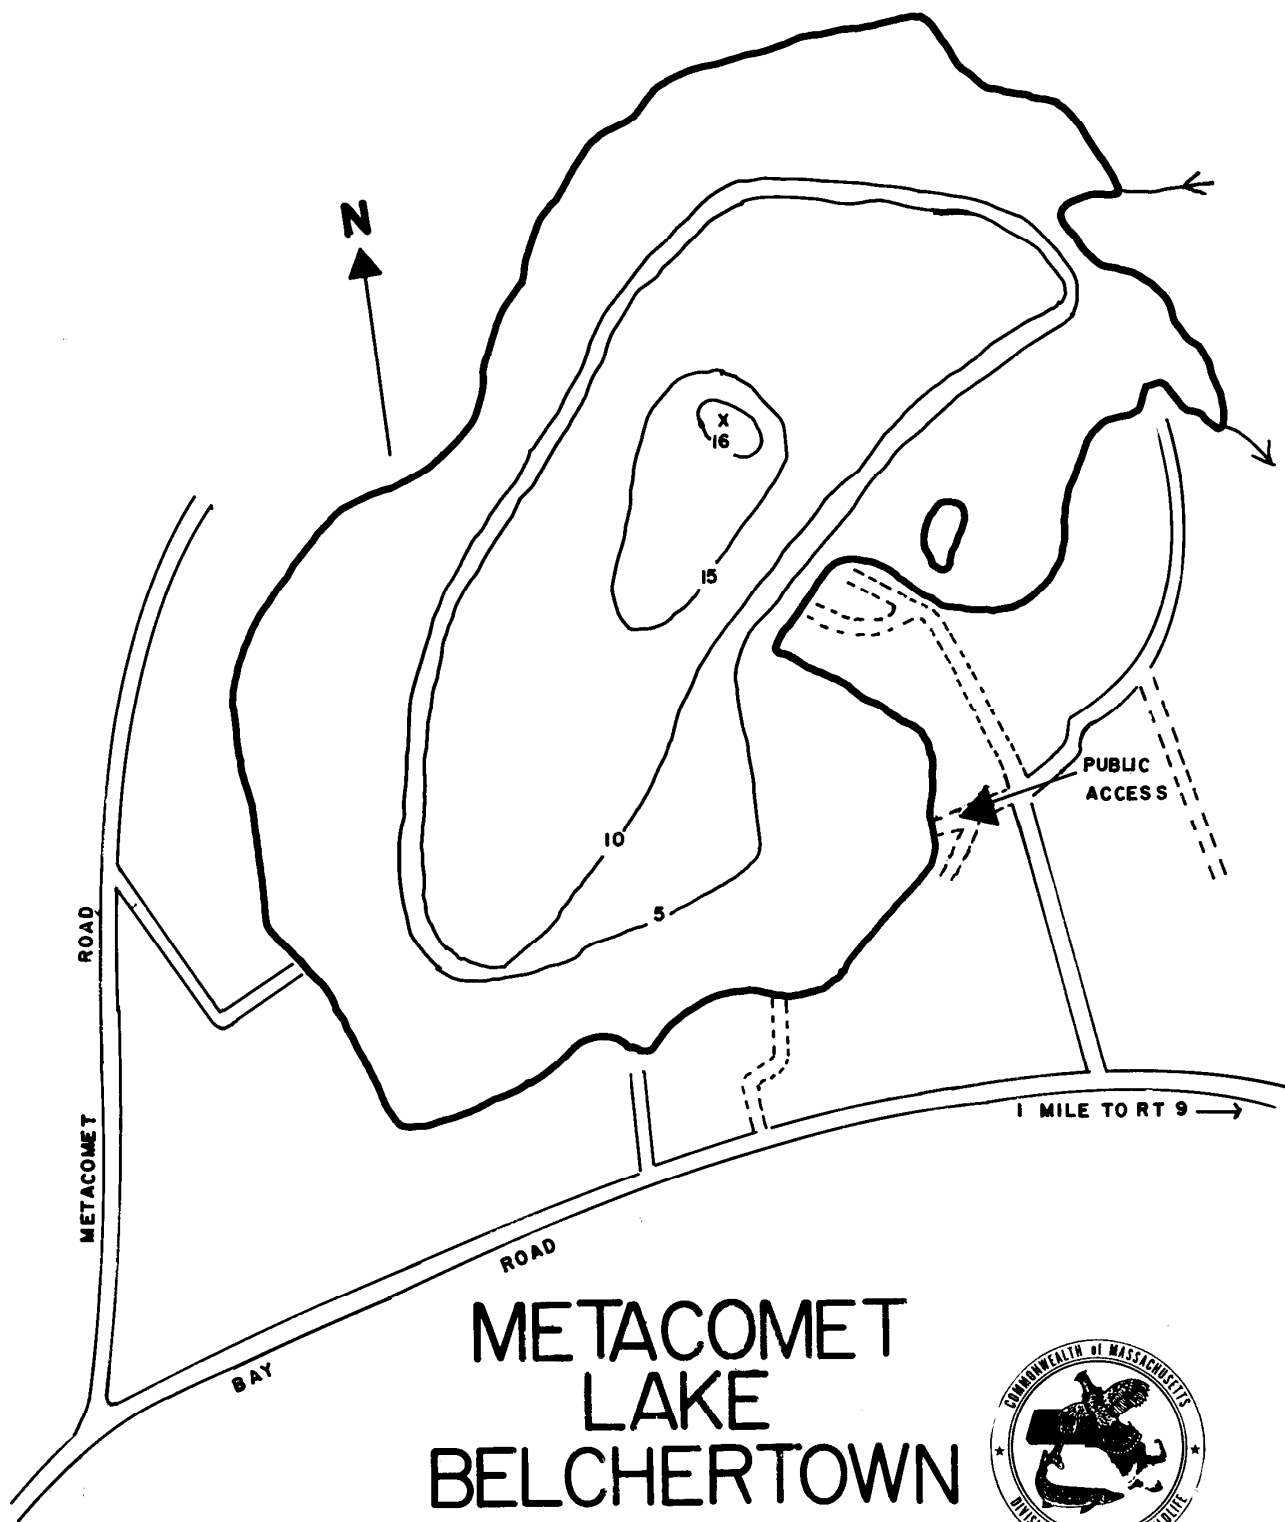 N
X
16
15
PUBLIC
ACCESS
10
5
METACOMET ROAD
1 MILE TO RT 9
BAY ROAD
METACOMET
LAKE
BELCHERTOWN
COMMONWEALTH of MASSACHUSETTS